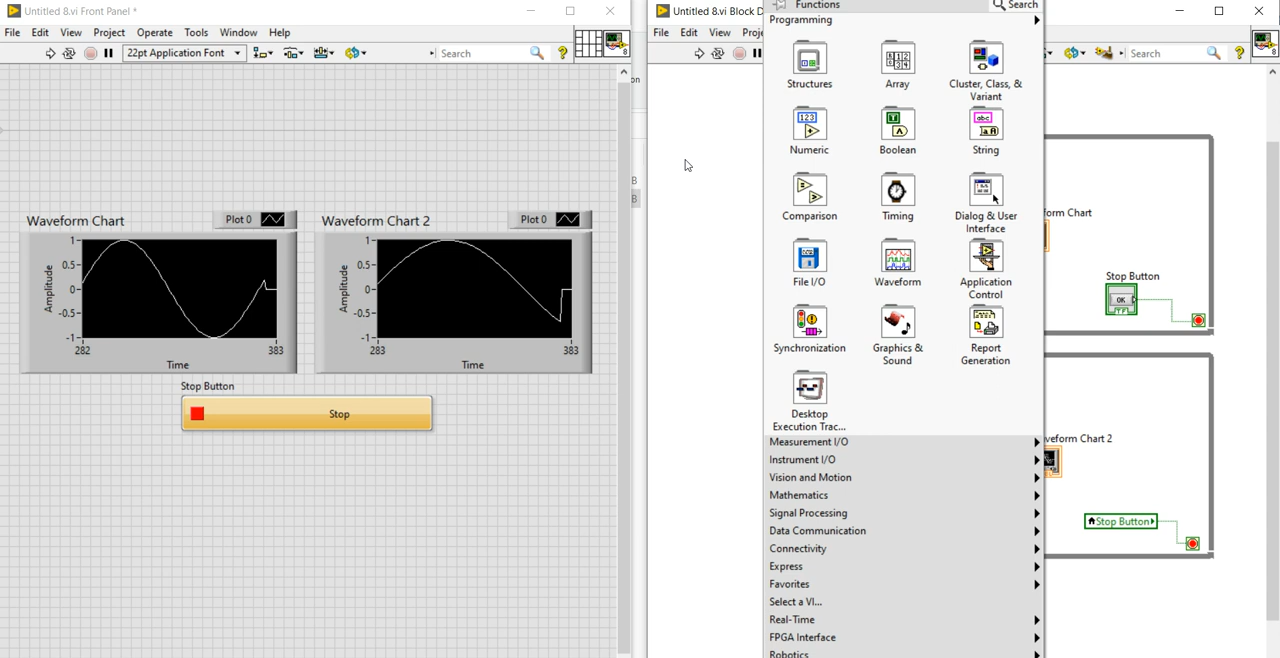 Untitled 8.vi Front Panel *
File Edit View Project Operate Tools Window Help
22pt Application Font
Search
8
Waveform Chart
Plot 0
Amplitude
1
0.5
0
-0.5
-1
282
383
Time
Waveform Chart 2
Plot 0
Amplitude
1
0.5
0
-0.5
-1
283
383
Time
Stop Button
Stop
on
B
B
Untitled 8.vi Block D
File Edit View Proje
Search
8
Functions
Search
Programming
Structures
Array
Cluster, Class, &
Variant
Numeric
Boolean
String
Comparison
Timing
Dialog & User
Interface
File I/O
Waveform
Application
Control
Synchronization
Graphics &
Sound
Report
Generation
Desktop
Execution Trac...
Measurement I/O
Instrument I/O
Vision and Motion
Mathematics
Signal Processing
Data Communication
Connectivity
Express
Favorites
Select a VI...
Real-Time
FPGA Interface
Robotics
form Chart
Stop Button
OK
TF
veform Chart 2
Stop Button